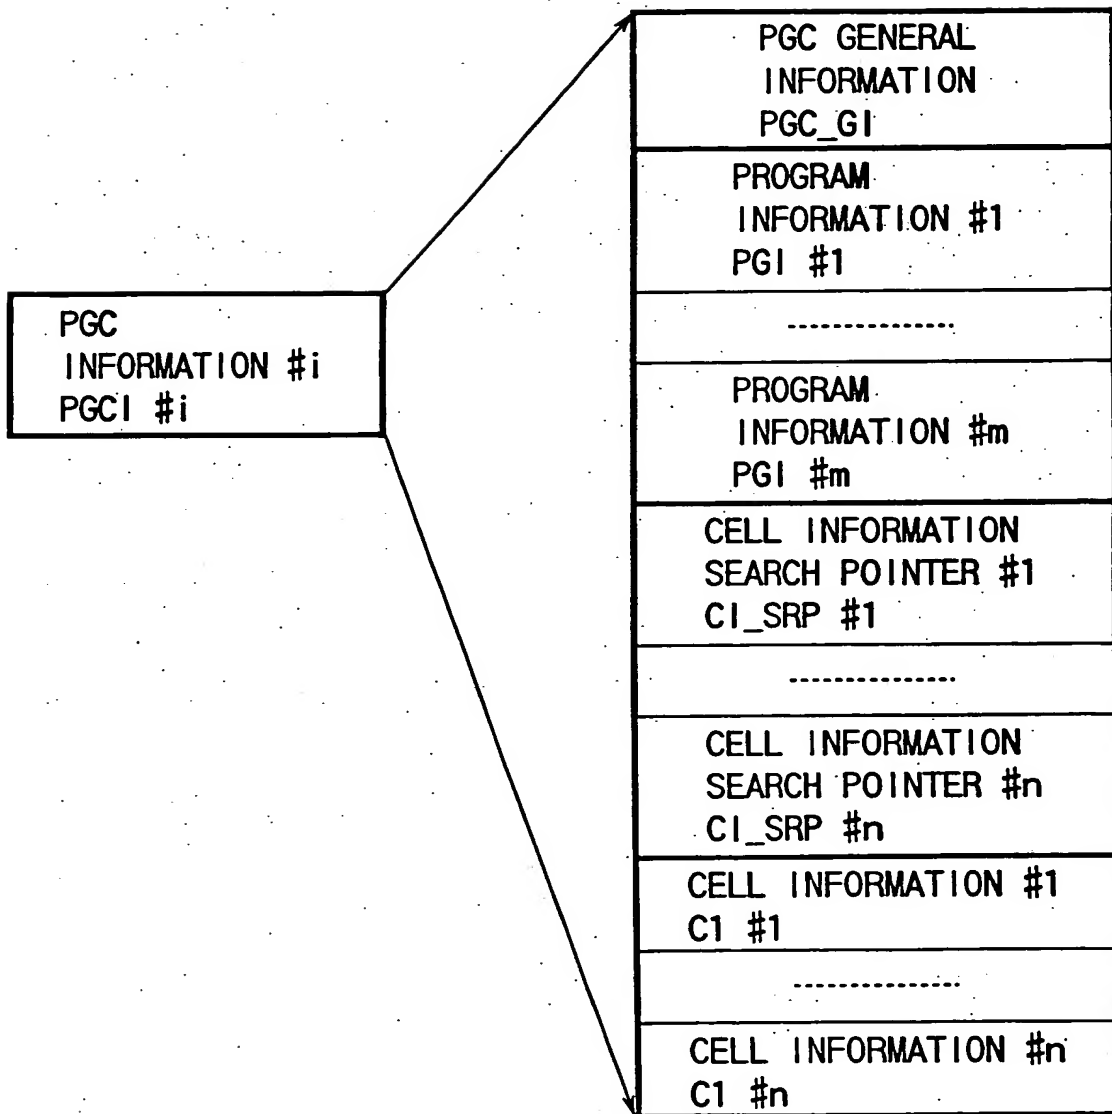 PGC
INFORMATION #i
PGCI #i
PGC GENERAL
INFORMATION
PGC_GI
PROGRAM
INFORMATION #1
PGI #1
---------------
PROGRAM
INFORMATION #m
PGI #m
CELL INFORMATION
SEARCH POINTER #1
CI_SRP #1
---------------
CELL INFORMATION
SEARCH POINTER #n
CI_SRP #n
CELL INFORMATION #1
C1 #1
---------------
CELL INFORMATION #n
C1 #n